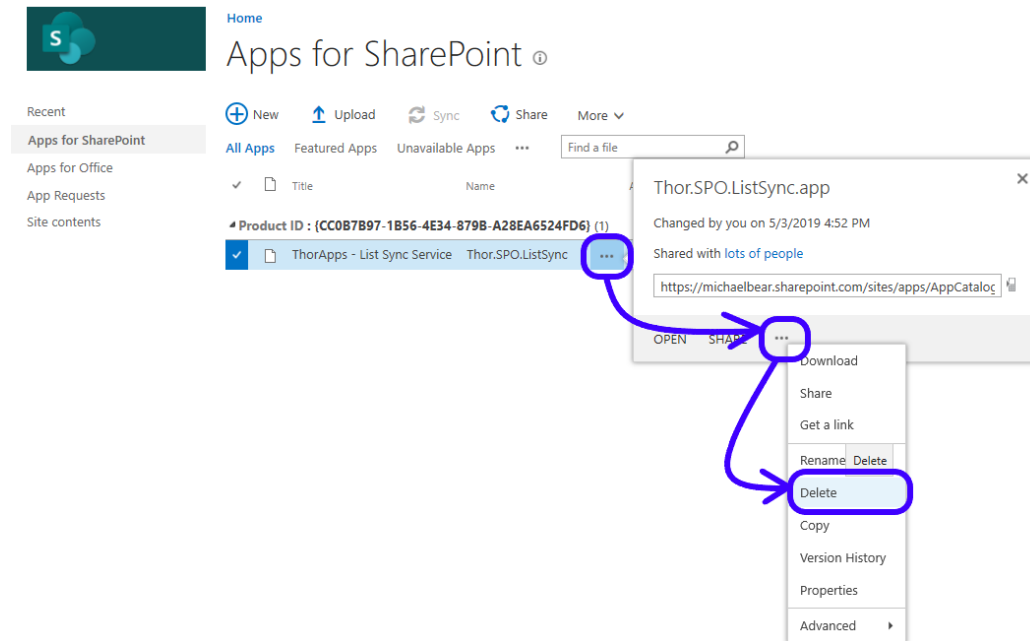 S
Home
Apps for SharePoint
Recent
Apps for SharePoint
Apps for Office
App Requests
Site contents
New Upload Sync Share More
All Apps Featured Apps Unavailable Apps ••• Find a file
Title Name
Product ID : {CC0B7B97-1B56-4E34-879B-A28EA6524FD6} (1)
ThorApps - List Sync Service Thor.SPO.ListSync •••
Thor.SPO.ListSync.app
Changed by you on 5/3/2019 4:52 PM
Shared with lots of people
https://michaelbear.sharepoint.com/sites/apps/AppCatalog
OPEN SHARE •••
Download
Share
Get a link
Rename Delete
Delete
Copy
Version History
Properties
Advanced